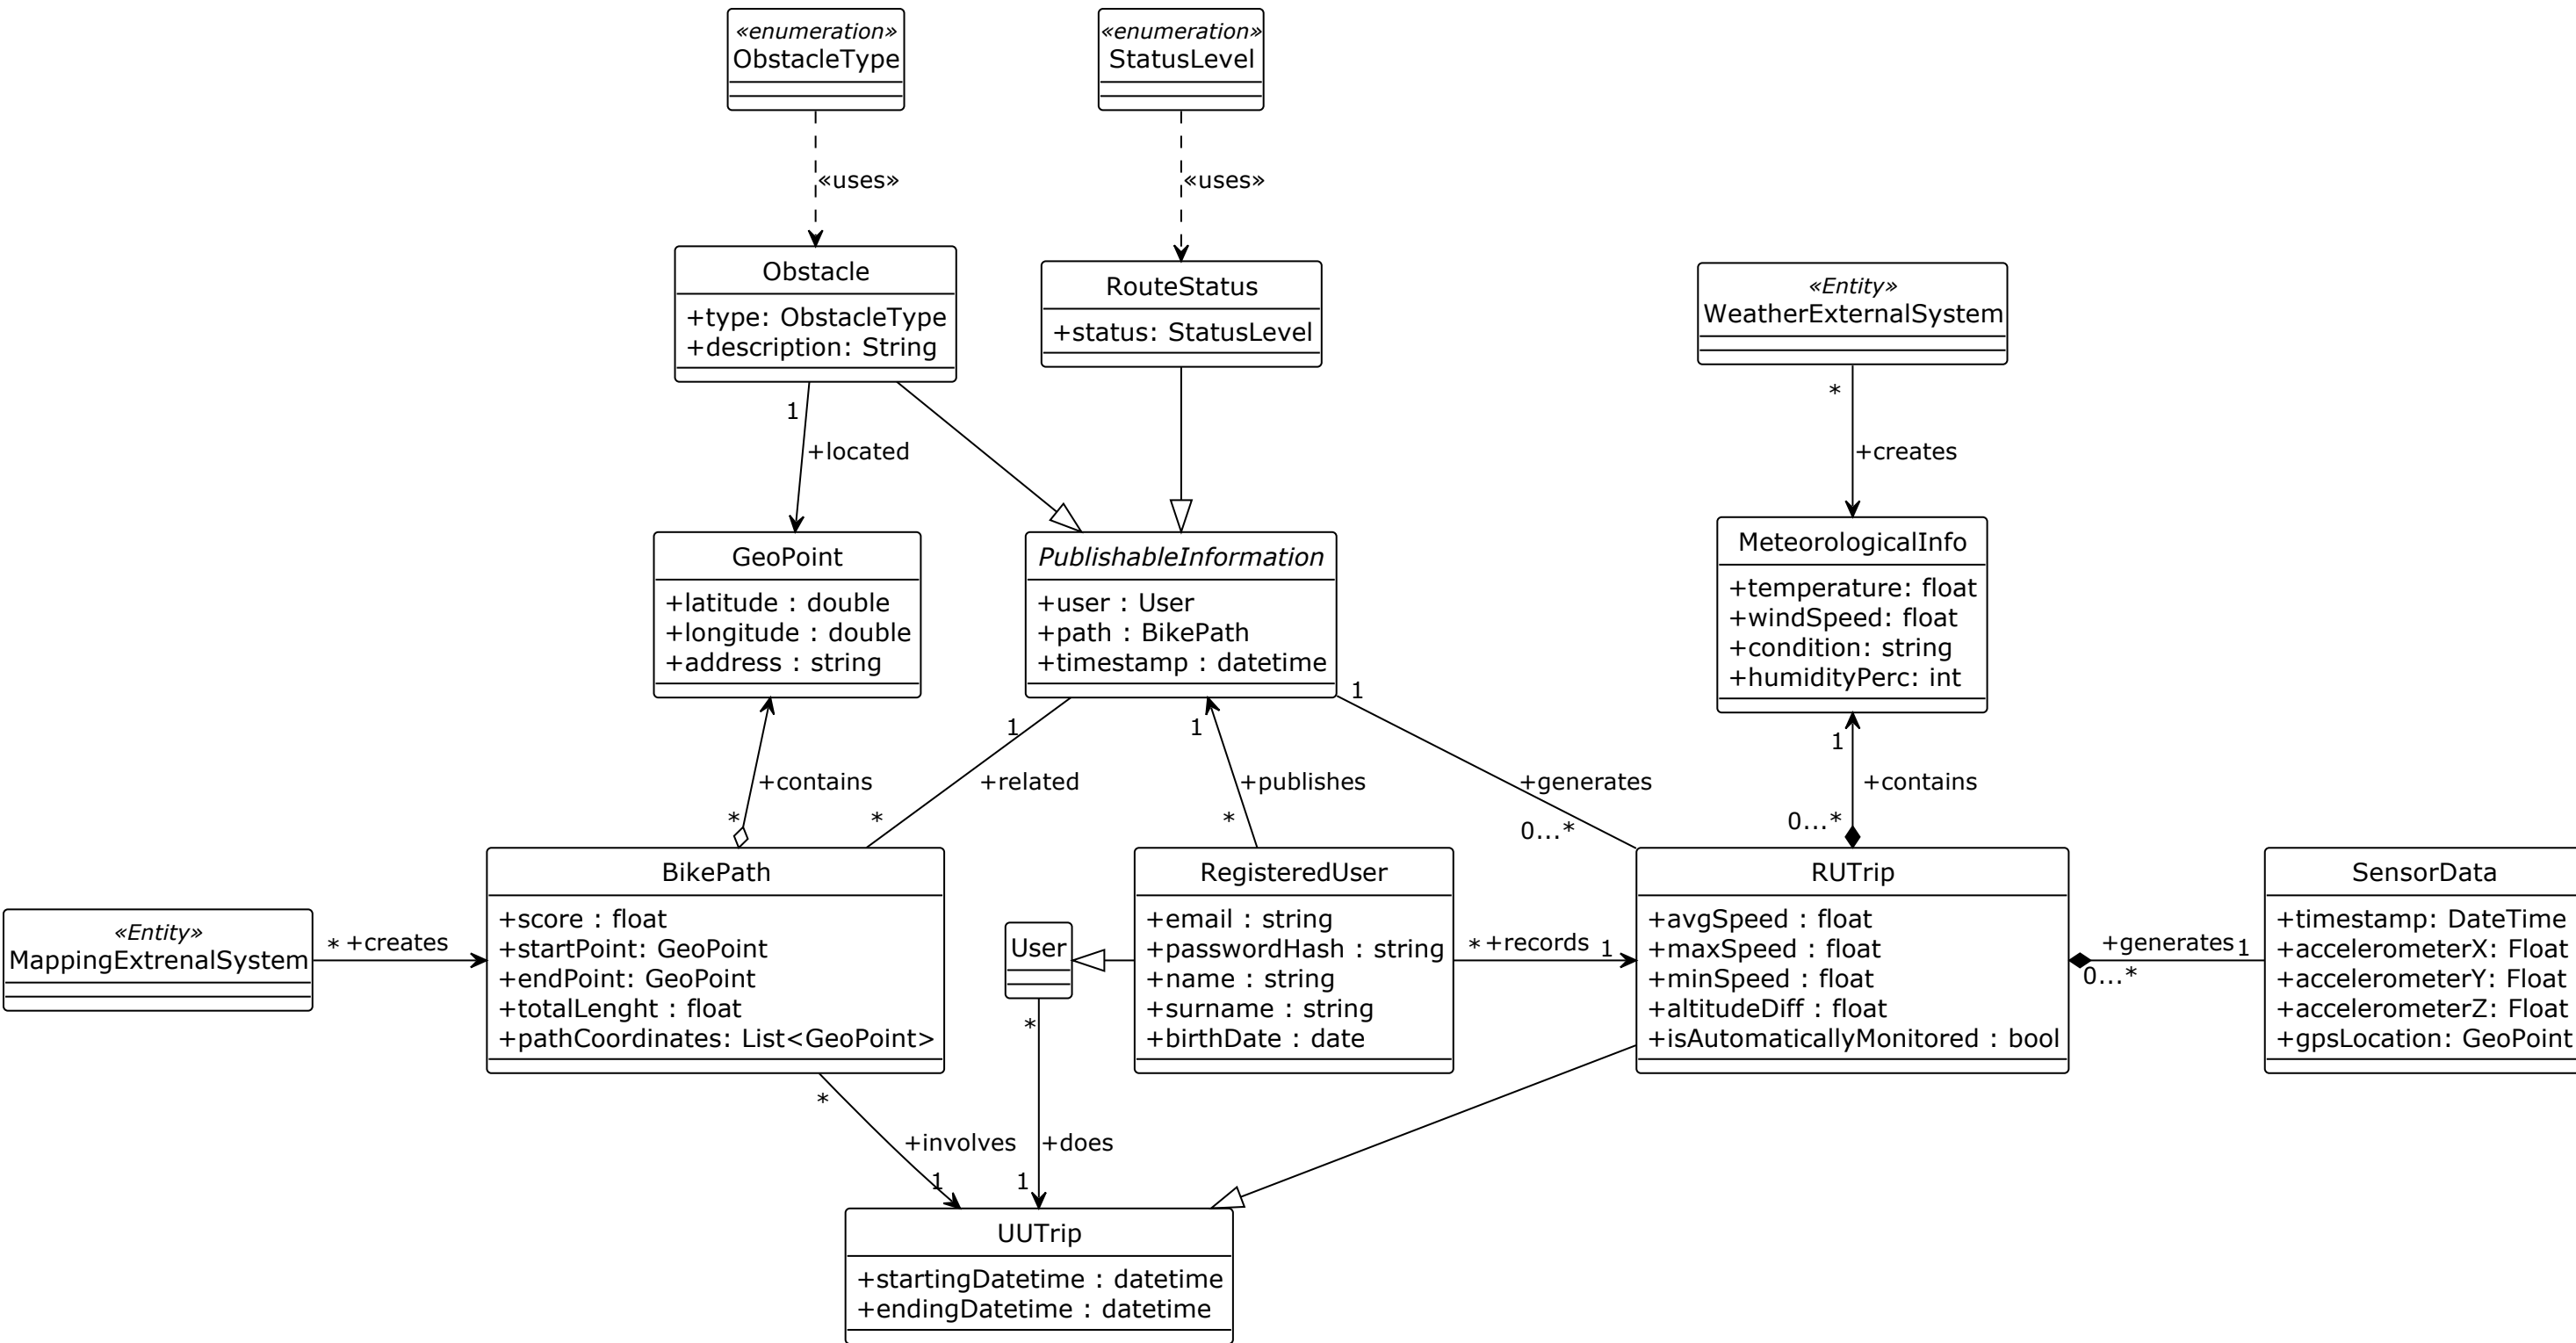 «enumeration»
ObstacleType
«enumeration»
StatusLevel
«uses»
«uses»
Obstacle
+type: ObstacleType
+description: String
RouteStatus
+status: StatusLevel
«Entity»
WeatherExternalSystem
1
*
+located
+creates
GeoPoint
+latitude : double
+longitude : double
+address : string
PublishableInformation
+user : User
+path : BikePath
+timestamp : datetime
MeteorologicalInfo
+temperature: float
+windSpeed: float
+condition: string
+humidityPerc: int
1
1
1
1
+contains
+related
+publishes
+generates
+contains
*
*
*
0...*
0...*
«Entity»
MappingExtrenalSystem
* +creates
BikePath
+score : float
+startPoint: GeoPoint
+endPoint: GeoPoint
+totalLenght : float
+pathCoordinates: List<GeoPoint>
User
RegisteredUser
+email : string
+passwordHash : string
+name : string
+surname : string
+birthDate : date
* +records 1
RUTrip
+avgSpeed : float
+maxSpeed : float
+minSpeed : float
+altitudeDiff : float
+isAutomaticallyMonitored : bool
+generates 1
0...*
SensorData
+timestamp: DateTime
+accelerometerX: Float
+accelerometerY: Float
+accelerometerZ: Float
+gpsLocation: GeoPoint
*
*
+involves
+does
1
1
UUTrip
+startingDatetime : datetime
+endingDatetime : datetime